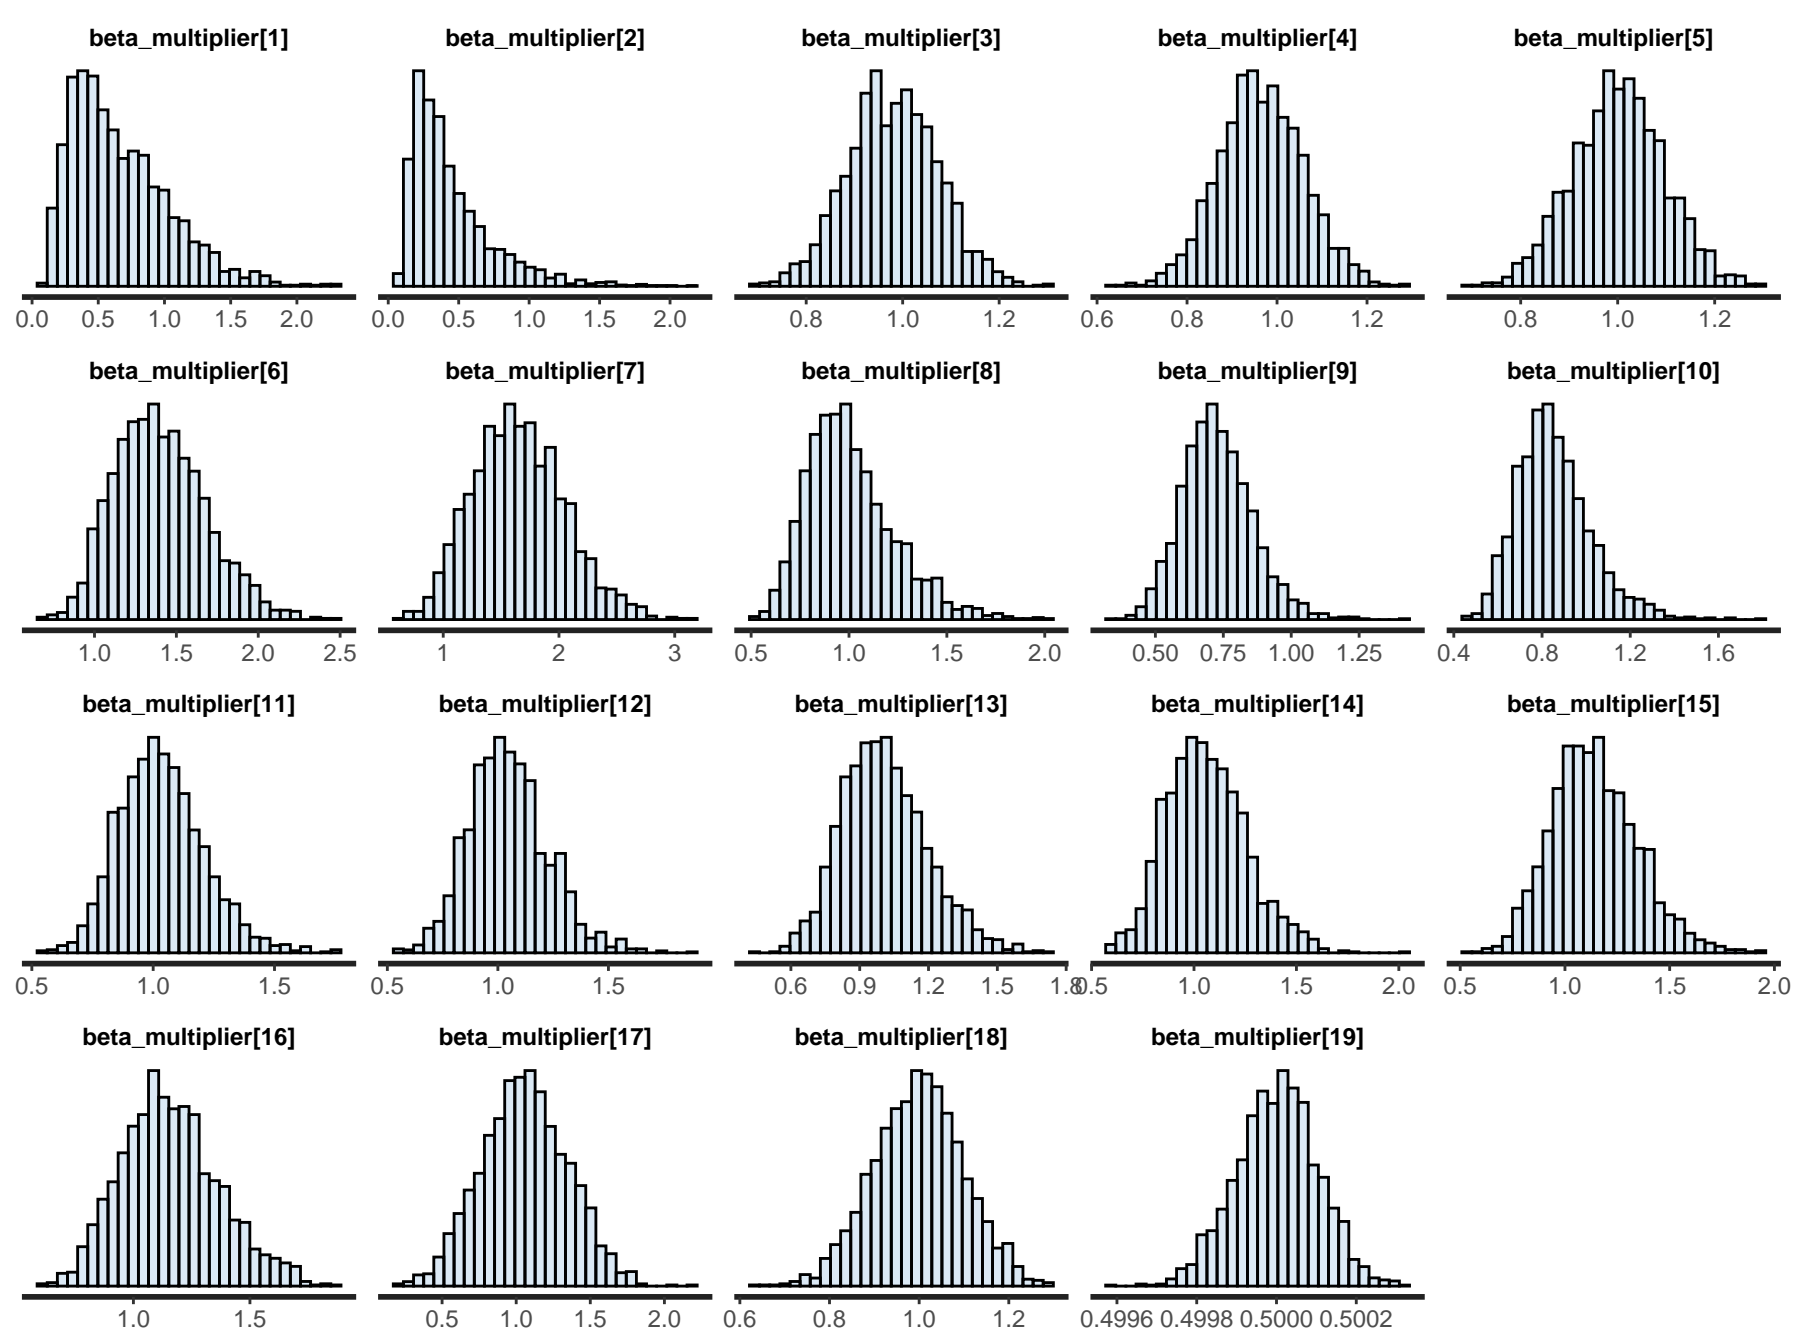 beta_multiplier[1] beta_multiplier[2] beta_multiplier[3] beta_multiplier[4] beta_multiplier[5]
0.0 0.5 1.0 1.5 2.0 0.0 0.5 1.0 1.5 2.0 0.8 1.0 1.2 0.6 0.8 1.0 1.2 0.8 1.0 1.2
beta_multiplier[6] beta_multiplier[7] beta_multiplier[8] beta_multiplier[9] beta_multiplier[10]
1.0 1.5 2.0 2.5 1 2 3 0.5 1.0 1.5 2.0 0.50 0.75 1.00 1.25 0.4 0.8 1.2 1.6
beta_multiplier[11] beta_multiplier[12] beta_multiplier[13] beta_multiplier[14] beta_multiplier[15]
0.5 1.0 1.5 0.5 1.0 1.5 0.6 0.9 1.2 1.5 1.8 0.5 1.0 1.5 2.0 0.5 1.0 1.5 2.0
beta_multiplier[16] beta_multiplier[17] beta_multiplier[18] beta_multiplier[19]
1.0 1.5 0.5 1.0 1.5 2.0 0.6 0.8 1.0 1.2 0.4996 0.4998 0.5000 0.5002